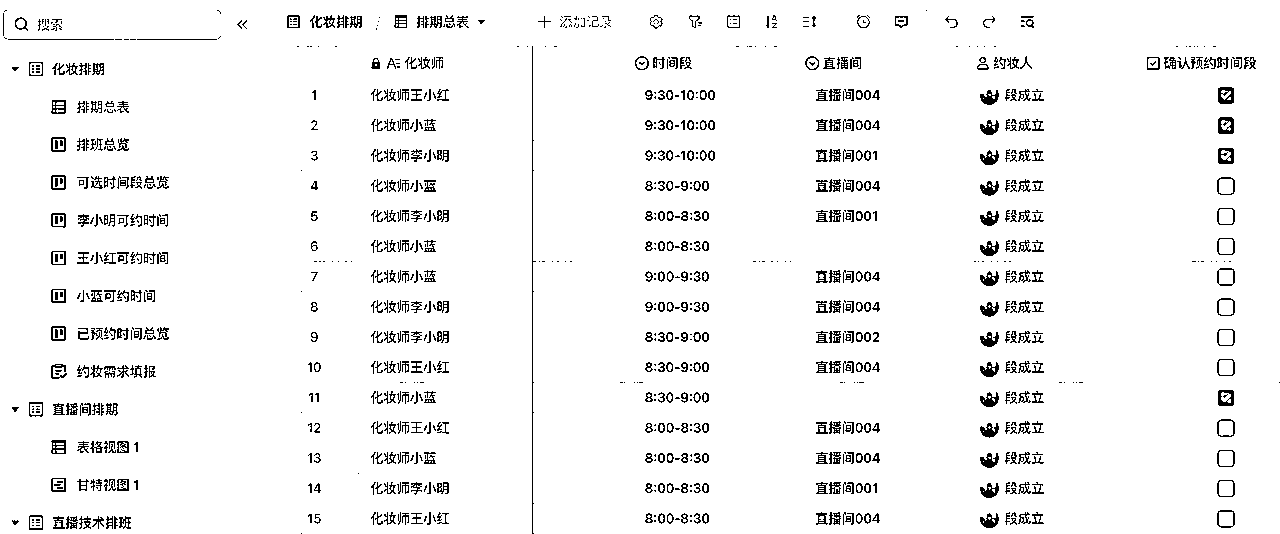 搜索
化妆排期
排期总表
排班总览
可选时间段总览
李小明可约时间
王小红可约时间
小蓝可约时间
已预约时间总览
约妆需求填报
直播间排期
表格视图 1
甘特视图 1
直播技术排班
化妆排期 / 排期总表 添加记录
化妆师 时间段 直播间 约妆人 确认预约时间段
1 化妆师王小红 9:30-10:00 直播间004 段成立
2 化妆师小蓝 9:30-10:00 直播间004 段成立
3 化妆师李小明 9:30-10:00 直播间001 段成立
4 化妆师小蓝 8:30-9:00 直播间004 段成立
5 化妆师李小明 8:00-8:30 直播间001 段成立
6 化妆师小蓝 8:00-8:30 段成立
7 化妆师小蓝 9:00-9:30 直播间004 段成立
8 化妆师李小明 9:00-9:30 直播间004 段成立
9 化妆师李小明 8:30-9:00 直播间002 段成立
10 化妆师王小红 8:30-9:00 直播间004 段成立
11 化妆师小蓝 8:30-9:00 段成立
12 化妆师王小红 8:00-8:30 直播间004 段成立
13 化妆师小蓝 8:00-8:30 直播间004 段成立
14 化妆师李小明 8:00-8:30 直播间001 段成立
15 化妆师王小红 8:00-8:30 直播间004 段成立